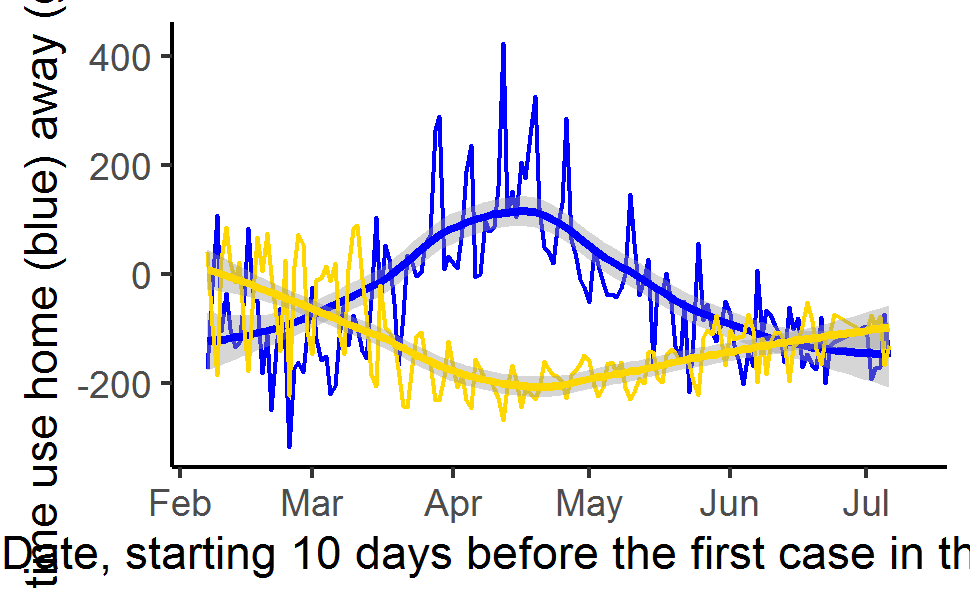 time use home (blue) away (
400
200
0
-200
Feb Mar Apr May Jun Jul
Date, starting 10 days before the first case in th